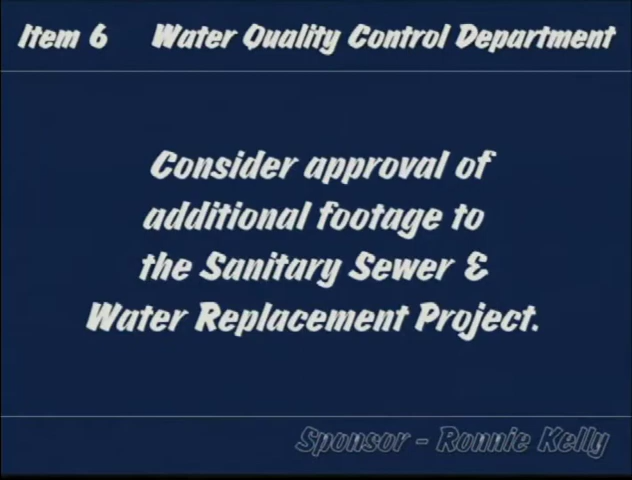 Item 6 Water Quality Control Department
Consider approval of
additional footage to
the Sanitary Sewer &
Water Replacement Project.
Sponsor - Ronnie Kelly